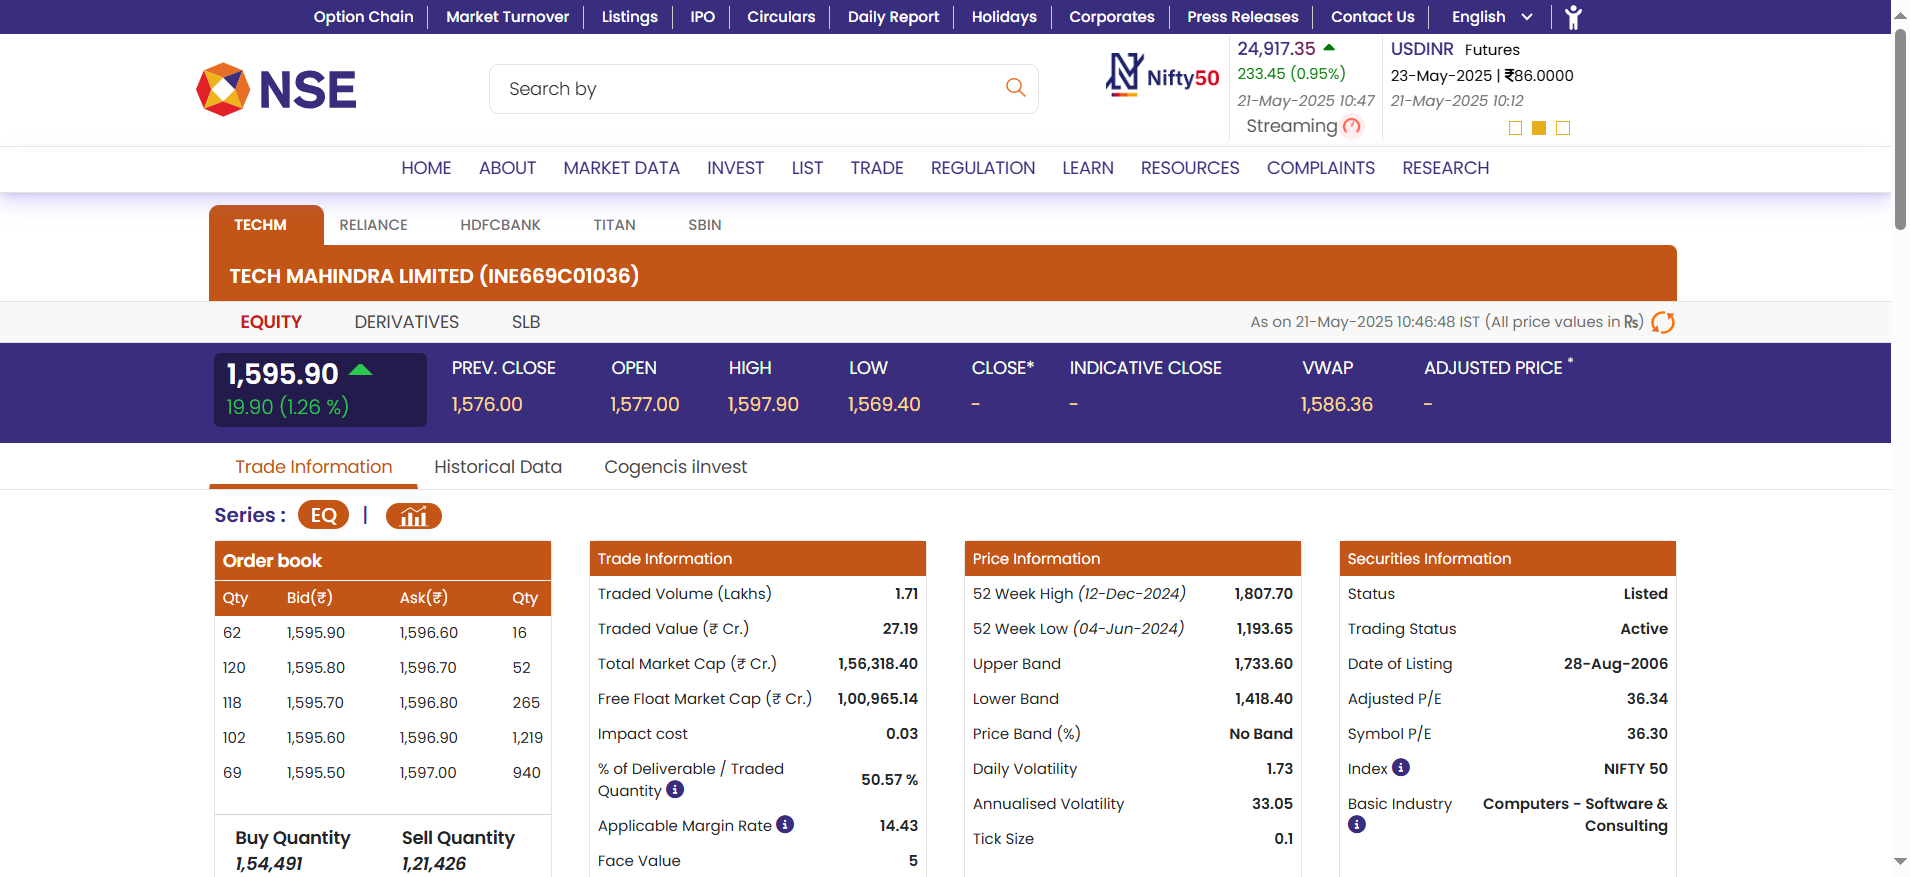 Option Chain Market Turnover Listings IPO Circulars Daily Report Holidays Corporates Press Releases Contact Us English
NSE
Search by
Nifty50
24,917.35
233.45 (0.95%)
21-May-2025 10:47
Streaming
USDINR Futures
23-May-2025 | ₹86.0000
21-May-2025 10:12
HOME ABOUT MARKET DATA INVEST LIST TRADE REGULATION LEARN RESOURCES COMPLAINTS RESEARCH
TECHM RELIANCE HDFCBANK TITAN SBIN
TECH MAHINDRA LIMITED (INE669C01036)
EQUITY DERIVATIVES SLB
As on 21-May-2025 10:46:48 IST (All price values in ₨)
1,595.90
19.90 (1.26 %)
PREV. CLOSE OPEN HIGH LOW CLOSE* INDICATIVE CLOSE VWAP ADJUSTED PRICE *
1,576.00 1,577.00 1,597.90 1,569.40 - - 1,586.36 -
Trade Information Historical Data Cogencis iInvest
Series : EQ |
Order book
Qty Bid(₹) Ask(₹) Qty
62 1,595.90 1,596.60 16
120 1,595.80 1,596.70 52
118 1,595.70 1,596.80 265
102 1,595.60 1,596.90 1,219
69 1,595.50 1,597.00 940
Buy Quantity Sell Quantity
1,54,491 1,21,426
Trade Information
Traded Volume (Lakhs) 1.71
Traded Value (₹ Cr.) 27.19
Total Market Cap (₹ Cr.) 1,56,318.40
Free Float Market Cap (₹ Cr.) 1,00,965.14
Impact cost 0.03
% of Deliverable / Traded
Quantity 50.57 %
Applicable Margin Rate 14.43
Face Value 5
Price Information
52 Week High (12-Dec-2024) 1,807.70
52 Week Low (04-Jun-2024) 1,193.65
Upper Band 1,733.60
Lower Band 1,418.40
Price Band (%) No Band
Daily Volatility 1.73
Annualised Volatility 33.05
Tick Size 0.1
Securities Information
Status Listed
Trading Status Active
Date of Listing 28-Aug-2006
Adjusted P/E 36.34
Symbol P/E 36.30
Index NIFTY 50
Basic Industry Computers - Software &
Consulting